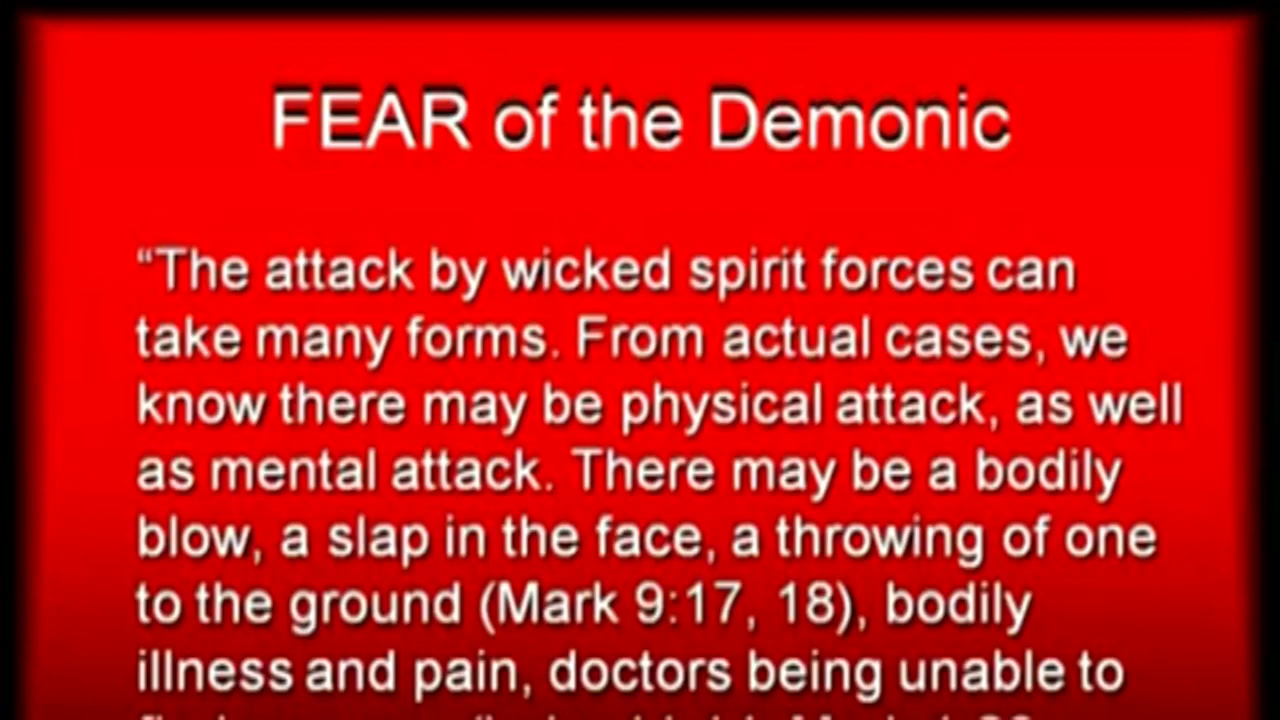 FEAR of the Demonic
“The attack by wicked spirit forces can
take many forms. From actual cases, we
know there may be physical attack, as well
as mental attack. There may be a bodily
blow, a slap in the face, a throwing of one
to the ground (Mark 9:17, 18), bodily
illness and pain, doctors being unable to